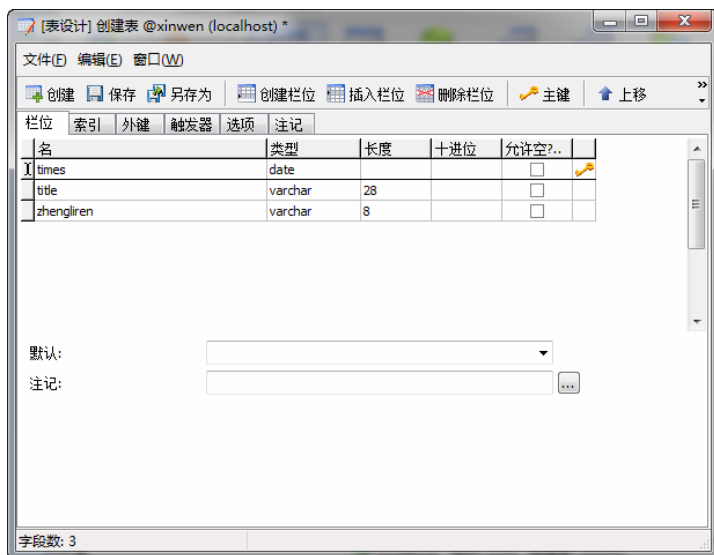 [表设计] 创建表 @xinwen (localhost) *
文件(F) 编辑(E) 窗口(W)
创建 保存 另存为 创建栏位 插入栏位 删除栏位 主键 上移 »
栏位 索引 外键 触发器 选项 注记
名 类型 长度 十进位 允许空?..
times date
title varchar 28
zhengliren varchar 8
默认:
注记: ...
字段数: 3